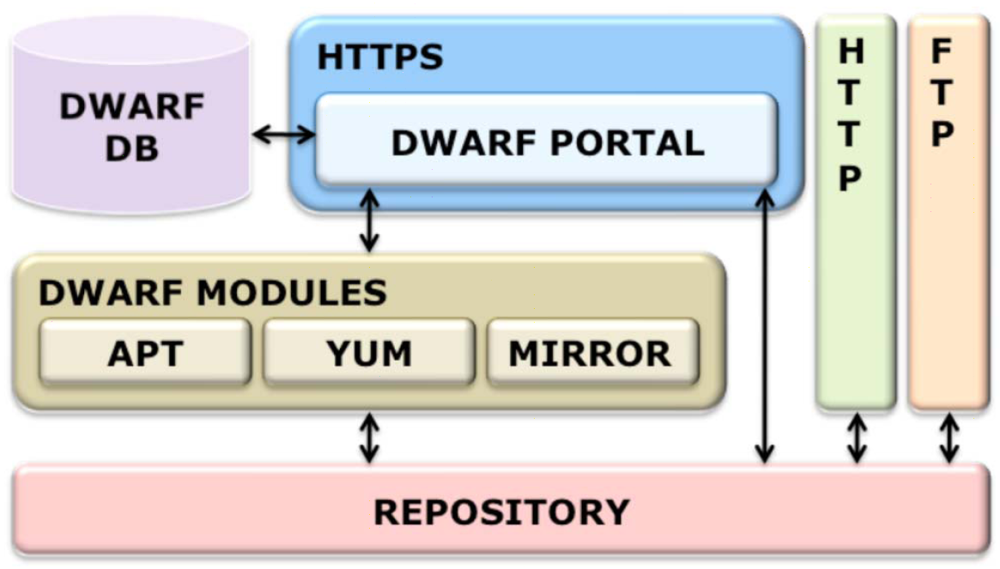 DWARF
DB
HTTPS
DWARF PORTAL
H
T
T
P
F
T
P
DWARF MODULES
APT
YUM
MIRROR
REPOSITORY